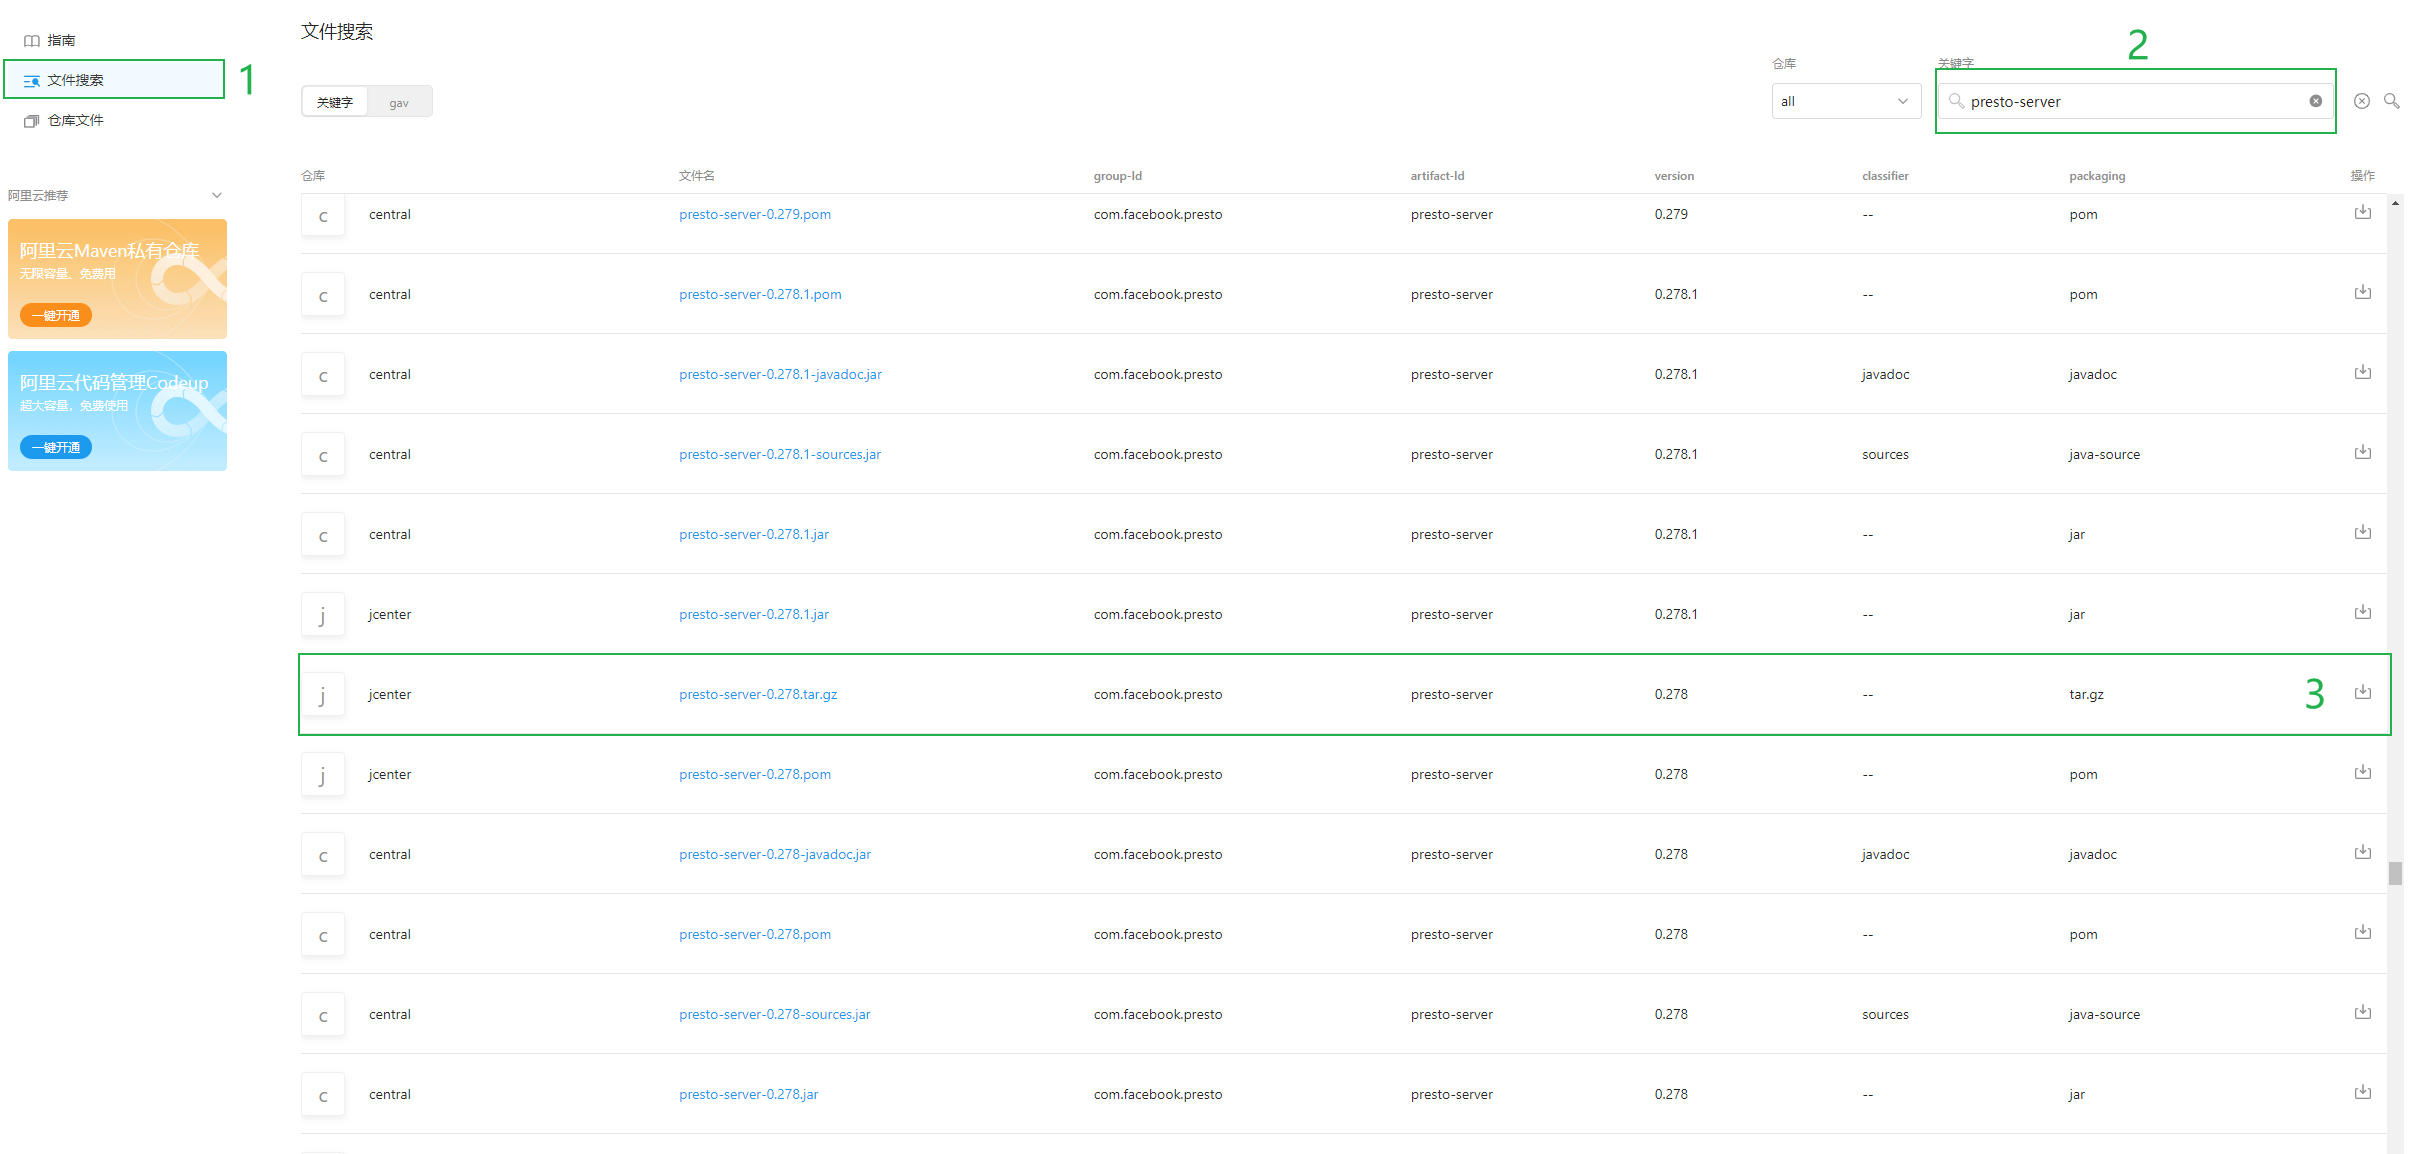 指南
文件搜索
1
仓库文件
阿里云推荐
阿里云Maven私有仓库
无限容量，免费用
一键开通
阿里云代码管理Codeup
超大容量，免费使用
一键开通
文件搜索
关键字 gav
仓库
all
关键字
2
presto-server
仓库 文件名 group-Id artifact-Id version classifier packaging 操作
c central presto-server-0.279.pom com.facebook.presto presto-server 0.279 -- pom
c central presto-server-0.278.1.pom com.facebook.presto presto-server 0.278.1 -- pom
c central presto-server-0.278.1-javadoc.jar com.facebook.presto presto-server 0.278.1 javadoc javadoc
c central presto-server-0.278.1-sources.jar com.facebook.presto presto-server 0.278.1 sources java-source
c central presto-server-0.278.1.jar com.facebook.presto presto-server 0.278.1 -- jar
j jcenter presto-server-0.278.1.jar com.facebook.presto presto-server 0.278.1 -- jar
j jcenter presto-server-0.278.tar.gz com.facebook.presto presto-server 0.278 -- tar.gz 3
j jcenter presto-server-0.278.pom com.facebook.presto presto-server 0.278 -- pom
c central presto-server-0.278-javadoc.jar com.facebook.presto presto-server 0.278 javadoc javadoc
c central presto-server-0.278.pom com.facebook.presto presto-server 0.278 -- pom
c central presto-server-0.278-sources.jar com.facebook.presto presto-server 0.278 sources java-source
c central presto-server-0.278.jar com.facebook.presto presto-server 0.278 -- jar